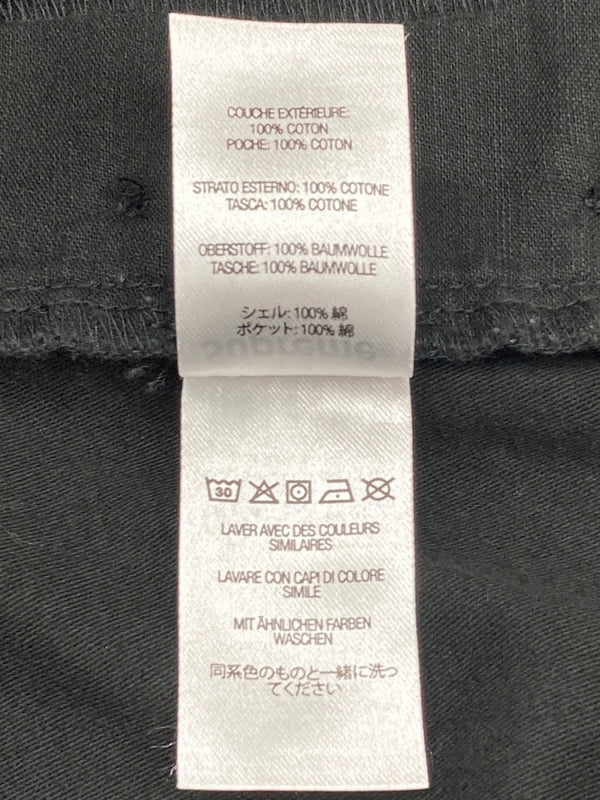 COUCHE EXTÉRIEURE:
100% COTON
POCHE: 100% COTON
STRATO ESTERNO: 100% COTONE
TASCA: 100% COTONE
OBERSTOFF: 100% BAUMWOLLE
TASCHE: 100% BAUMWOLLE
シェル: 100% 綿
ポケット: 100% 綿
30
LAVER AVEC DES COULEURS
SIMILAIRES
LAVARE CON CAPI DI COLORE
SIMILE
MIT ÄHNLICHEN FARBEN
WASCHEN
同系色のものと一緒に洗っ
てください